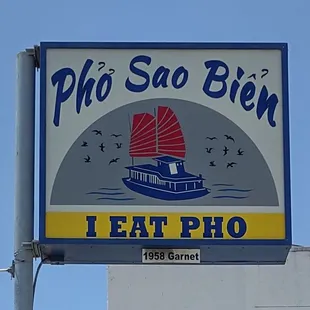 Phở Sao Biển
I EAT PHO
1958 Garnet